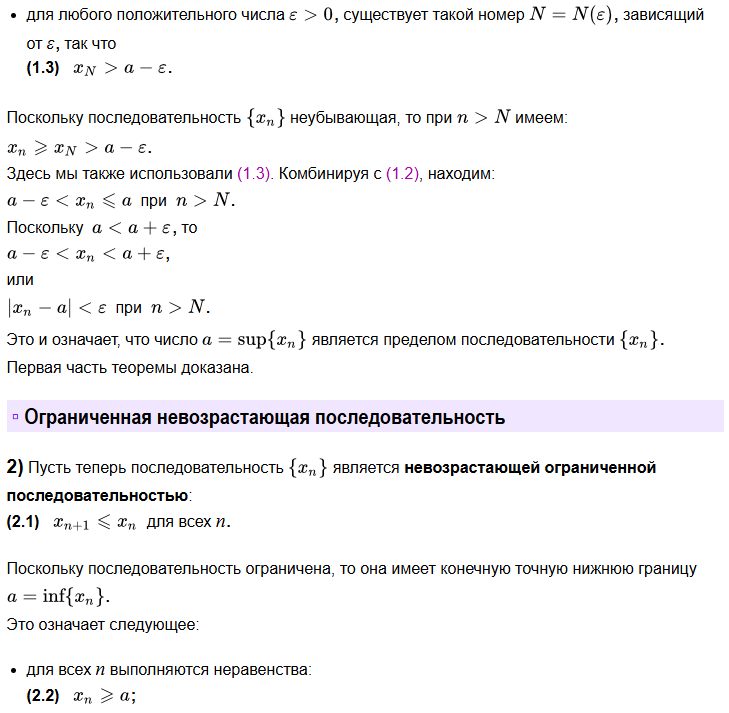 • для любого положительного числа ε > 0, существует такой номер N = N(ε), зависящий
от ε, так что
(1.3) x_N > a − ε.
Поскольку последовательность {x_n} неубывающая, то при n > N имеем:
x_n ⩾ x_N > a − ε.
Здесь мы также использовали (1.3). Комбинируя с (1.2), находим:
a − ε < x_n ⩽ a при n > N.
Поскольку a < a + ε, то
a − ε < x_n < a + ε,
или
|x_n − a| < ε при n > N.
Это и означает, что число a = sup{x_n} является пределом последовательности {x_n}.
Первая часть теоремы доказана.
▫ Ограниченная невозрастающая последовательность
2) Пусть теперь последовательность {x_n} является невозрастающей ограниченной
последовательностью:
(2.1) x_{n+1} ⩽ x_n для всех n.
Поскольку последовательность ограничена, то она имеет конечную точную нижнюю границу
a = inf{x_n}.
Это означает следующее:
• для всех n выполняются неравенства:
(2.2) x_n ⩾ a;